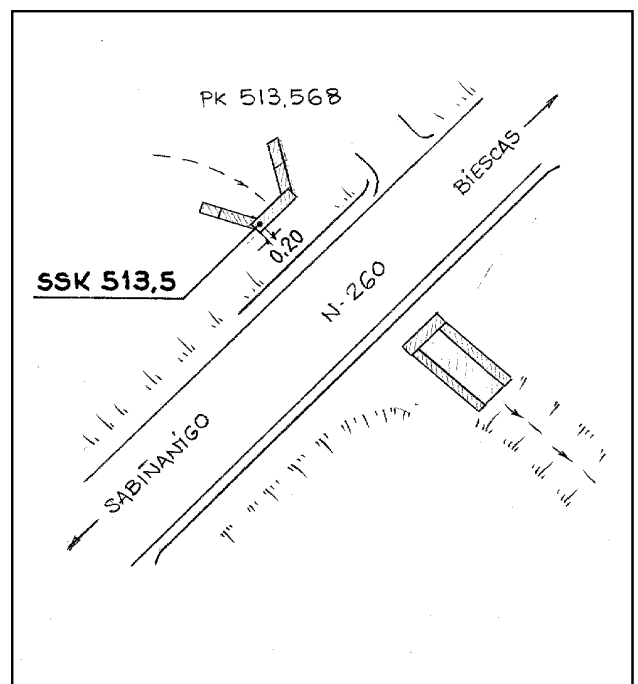 PK 513,568
BIESCAS
0,20
SSK 513,5
N-260
SABIÑANIGO